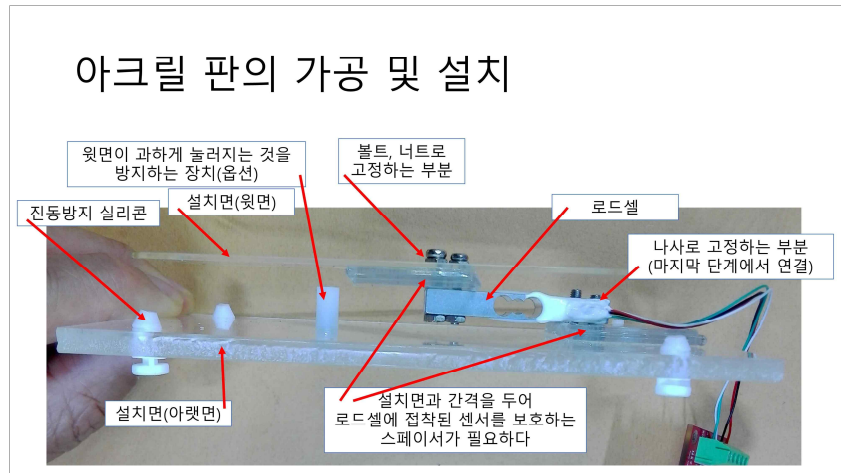 아크릴 판의 가공 및 설치
윗면이 과하게 눌러지는 것을
방지하는 장치(옵션)
볼트, 너트로
고정하는 부분
진동방지 실리콘
설치면(윗면)
로드셀
나사로 고정하는 부분
(마지막 단계에서 연결)
설치면(아랫면)
설치면과 간격을 두어
로드셀에 접착된 센서를 보호하는
스페이서가 필요하다